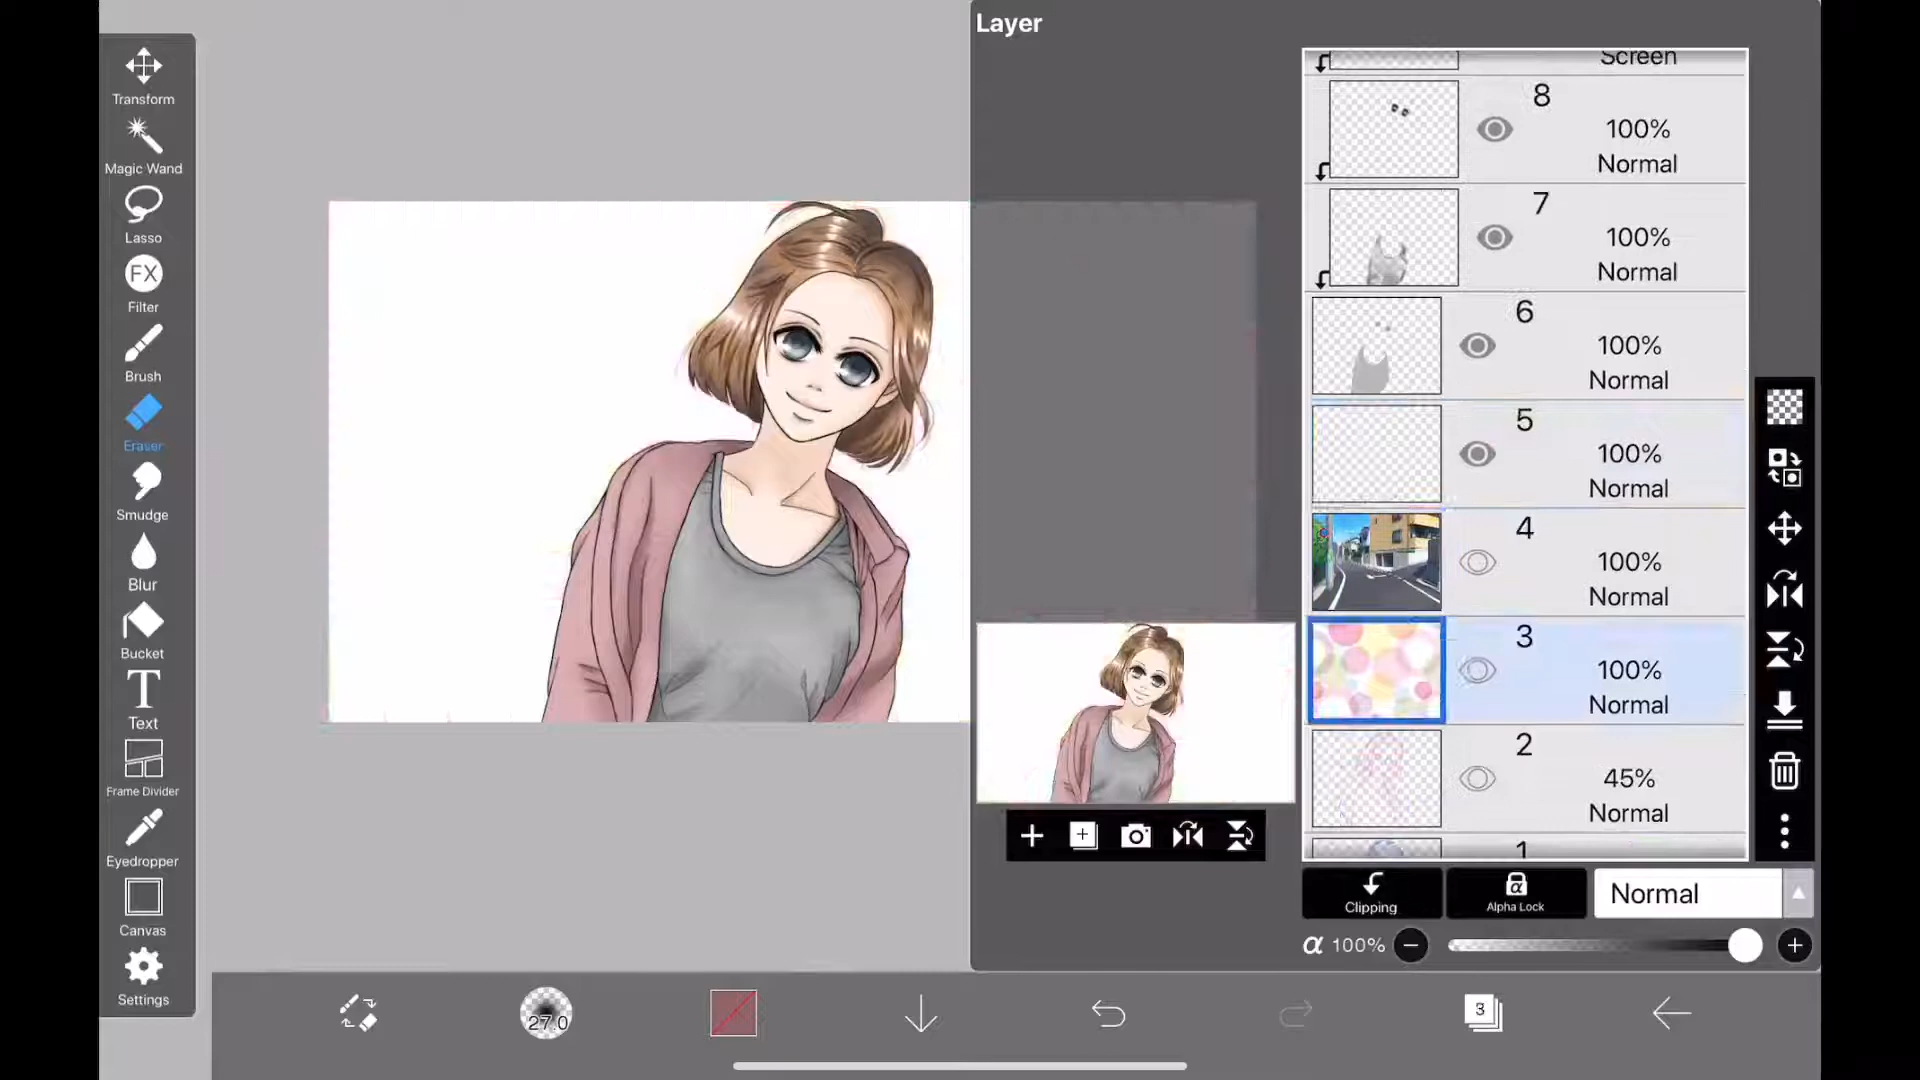 Layer
Transform
Magic Wand
Lasso
FX
Filter
Brush
Eraser
Smudge
Blur
Bucket
T
Text
Frame Divider
Eyedropper
Canvas
Settings
Screen
8
100%
Normal
7
100%
Normal
6
100%
Normal
5
100%
Normal
4
100%
Normal
3
100%
Normal
2
45%
Normal
1
Clipping
α
Alpha Lock
Normal
α 100%
27.0
3